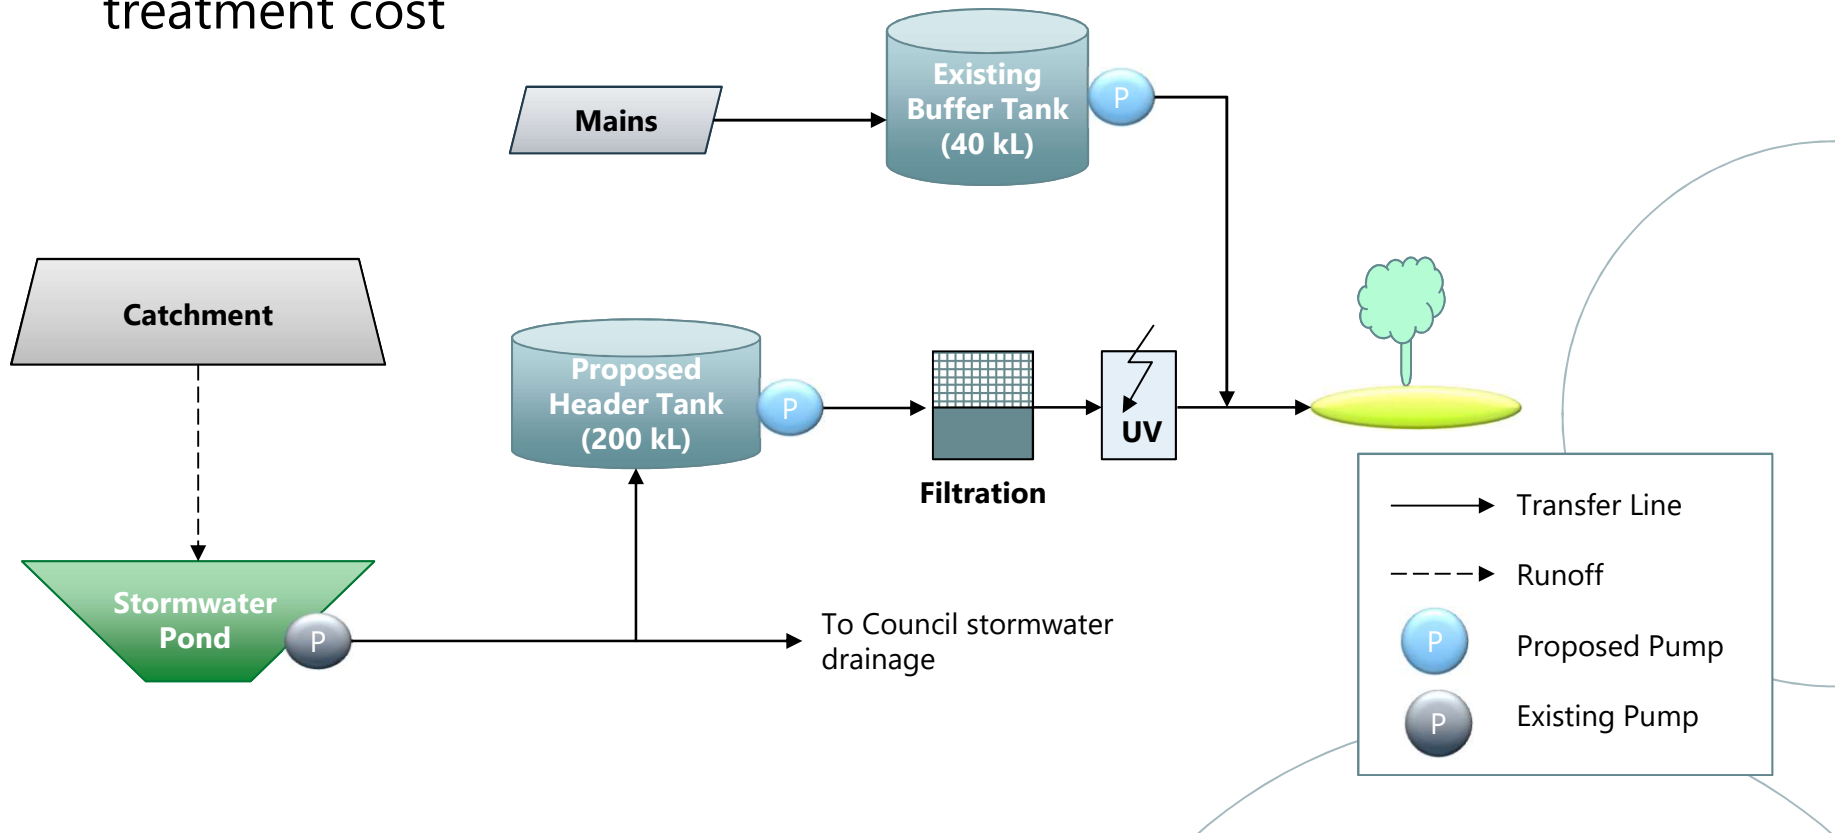 treatment cost
Existing
Buffer Tank
(40 kL)
P
Mains
Catchment
Proposed
Header Tank
(200 kL)
P
UV
Filtration
Stormwater
Pond
P
To Council stormwater
drainage
Transfer Line
Runoff
P
Proposed Pump
P
Existing Pump